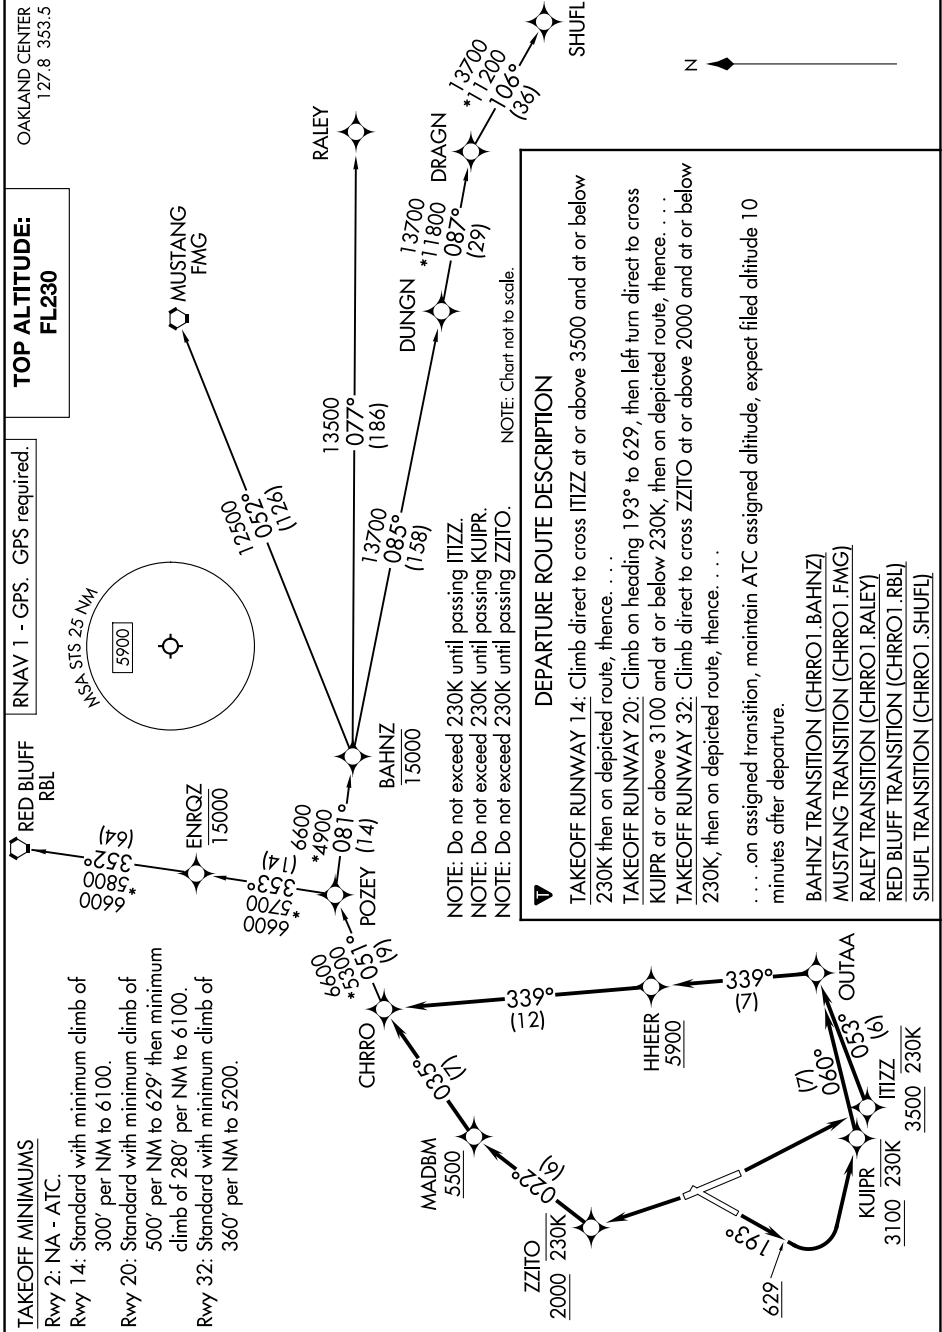 TAKEOFF MINIMUMS
Rwy 2: NA - ATC.
Rwy 14: Standard with minimum climb of
300' per NM to 6100.
Rwy 20: Standard with minimum climb of
500' per NM to 629' then minimum
climb of 280' per NM to 6100.
Rwy 32: Standard with minimum climb of
360' per NM to 5200.
RNAV 1 - GPS. GPS required.
TOP ALTITUDE:
FL230
OAKLAND CENTER
127.8 353.5
RED BLUFF
RBL
6600
*5800
352°
(64)
ENRQZ
15000
6600
*5700
353°
(14)
POZEY
MSA STS 25 NM
5900
MUSTANG
FMG
12500
052°
(126)
RALEY
13500
077°
(186)
BAHNZ
15000
6600
*4900
081°
(14)
13700
085°
(158)
DUNGN
13700
*11800
087°
(29)
DRAGN
13700
*11200
106°
(36)
SHUFL
N
6600
*5300
051°
(9)
CHRRO
035°
(7)
MADBM
5500
022°
(6)
ZZITO
2000 230K
339°
(12)
HHEER
5900
339°
(7)
OUTAA
053°
(6)
060°
(7)
ITIZZ
3500 230K
KUIPR
3100 230K
193°
629
NOTE: Do not exceed 230K until passing ITIZZ.
NOTE: Do not exceed 230K until passing KUIPR.
NOTE: Do not exceed 230K until passing ZZITO.
NOTE: Chart not to scale.
T
DEPARTURE ROUTE DESCRIPTION
TAKEOFF RUNWAY 14: Climb direct to cross ITIZZ at or above 3500 and at or below
230K then on depicted route, thence. . . .
TAKEOFF RUNWAY 20: Climb on heading 193° to 629, then left turn direct to cross
KUIPR at or above 3100 and at or below 230K, then on depicted route, thence. . . .
TAKEOFF RUNWAY 32: Climb direct to cross ZZITO at or above 2000 and at or below
230K, then on depicted route, thence. . . .
. . . .on assigned transition, maintain ATC assigned altitude, expect filed altitude 10
minutes after departure.
BAHNZ TRANSITION (CHRRO1.BAHNZ)
MUSTANG TRANSITION (CHRRO1.FMG)
RALEY TRANSITION (CHRRO1.RALEY)
RED BLUFF TRANSITION (CHRRO1.RBL)
SHUFL TRANSITION (CHRRO1.SHUFL)